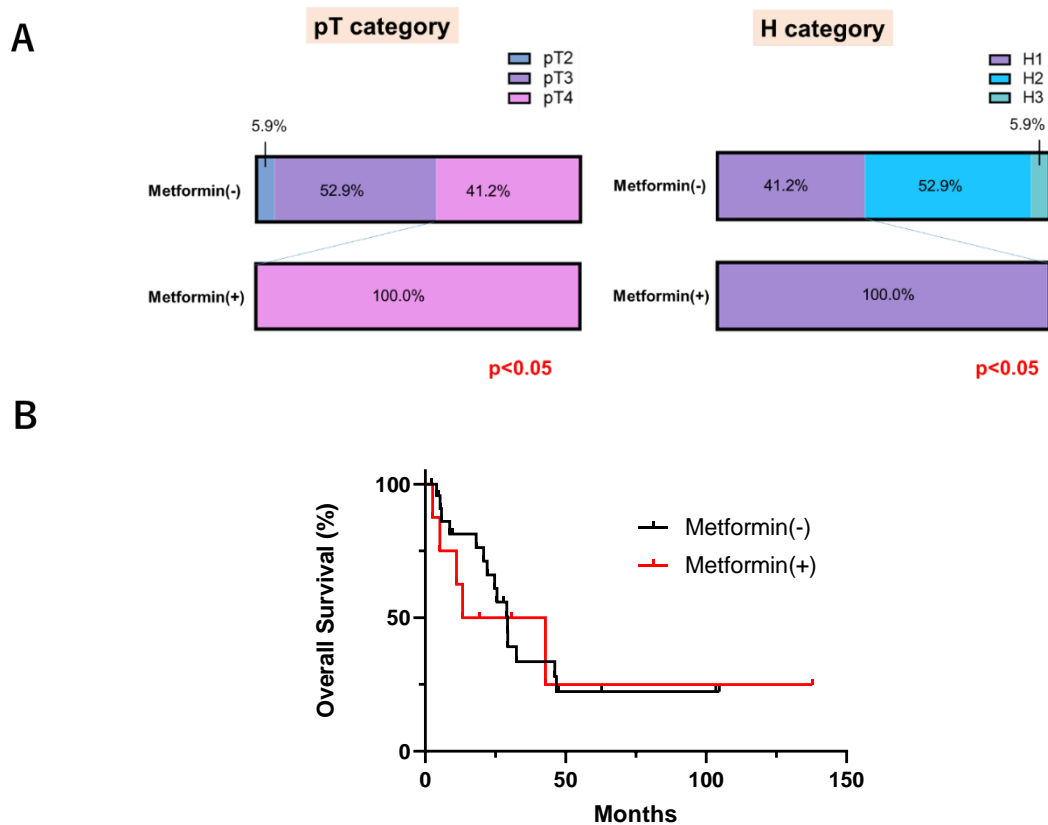 A
pT category
H category
pT2
pT3
pT4
H1
H2
H3
5.9%
5.9%
Metformin(-)
52.9%
41.2%
Metformin(-)
41.2%
52.9%
Metformin(+)
100.0%
Metformin(+)
100.0%
p<0.05
p<0.05
B
Overall Survival (%)
100
50
0
Metformin(-)
Metformin(+)
0
50
100
150
Months